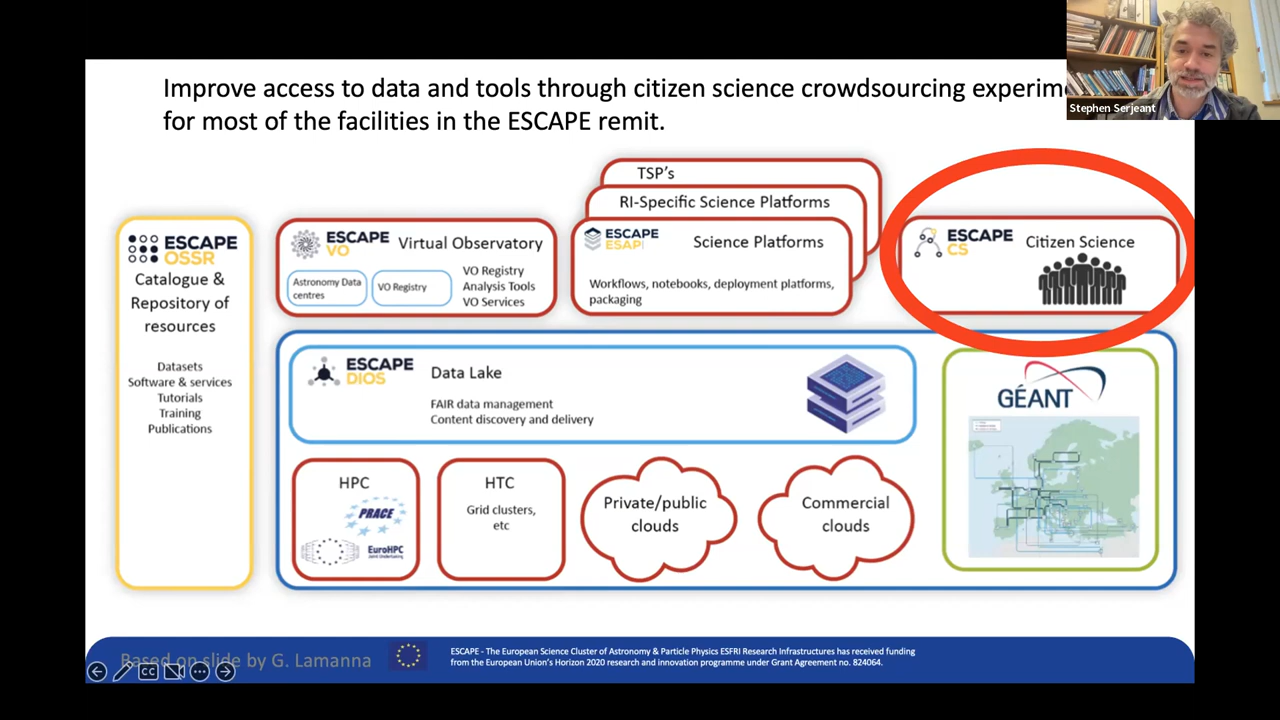 Improve access to data and tools through citizen science crowdsourcing experim
for most of the facilities in the ESCAPE remit.
Stephen Serjeant
TSP's
RI-Specific Science Platforms
ESCAPE
OSSR
Catalogue &
Repository of
resources
Datasets
Software & services
Tutorials
Training
Publications
ESCAPE
VO
Virtual Observatory
Astronomy Data
centres
VO Registry
VO Registry
Analysis Tools
VO Services
ESCAPE
ESAP
Science Platforms
Workflows, notebooks, deployment platforms,
packaging
ESCAPE
CS
Citizen Science
ESCAPE
DIOS
Data Lake
FAIR data management
Content discovery and delivery
GÉANT
HPC
PRACE
EuroHPC
HTC
Grid clusters,
etc
Private/public
clouds
Commercial
clouds
Based on slide by G. Lamanna
CC
ESCAPE - The European Science Cluster of Astronomy & Particle Physics ESFRI Research Infrastructures has received funding
from the European Union's Horizon 2020 research and innovation programme under Grant Agreement no. 824064.